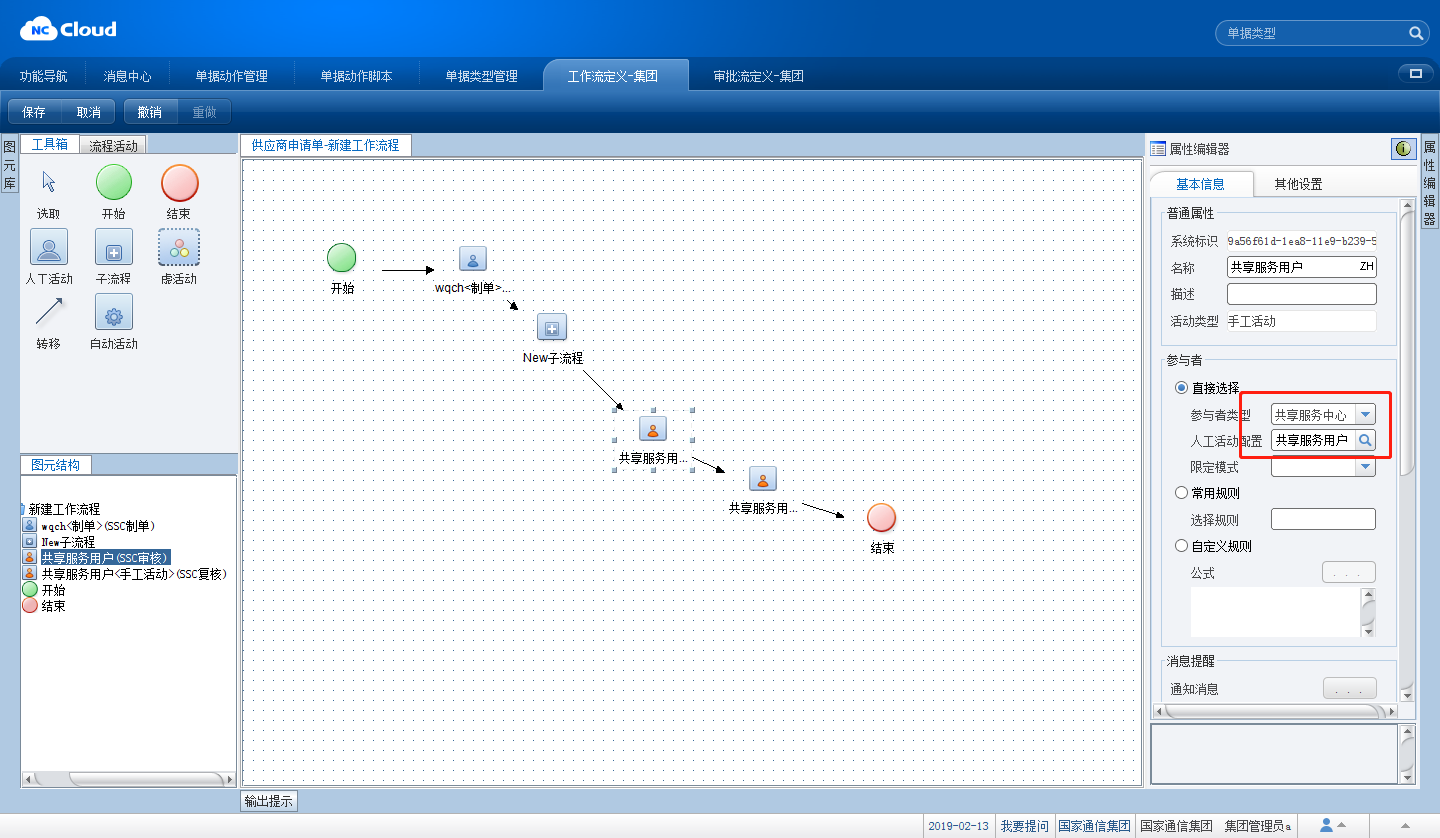 NC Cloud
单据类型
功能导航
消息中心
单据动作管理
单据动作脚本
单据类型管理
工作流定义-集团
审批流定义-集团
保存
取消
撤销
重做
图元库
工具箱
流程活动
选取
开始
结束
人工活动
子流程
虚活动
转移
自动活动
图元结构
新建工作流程
wqch<制单>(SSC制单)
New子流程
共享服务用户(SSC审核)
共享服务用户<手工活动>(SSC复核)
开始
结束
供应商申请单-新建工作流程
开始
wqch<制单>...
New子流程
共享服务用...
共享服务用...
结束
输出提示
属性编辑器
属性编辑器
基本信息
其他设置
普通属性
系统标识 9a56f61d-1ea8-11e9-b239-5
名称 共享服务用户 ZH
描述
活动类型 手工活动
参与者
直接选择
参与者类型 共享服务中心
人工活动配置 共享服务用户
限定模式
常用规则
选择规则
自定义规则
公式 ...
消息提醒
通知消息 ...
2019-02-13
我要提问
国家通信集团
国家通信集团
集团管理员a